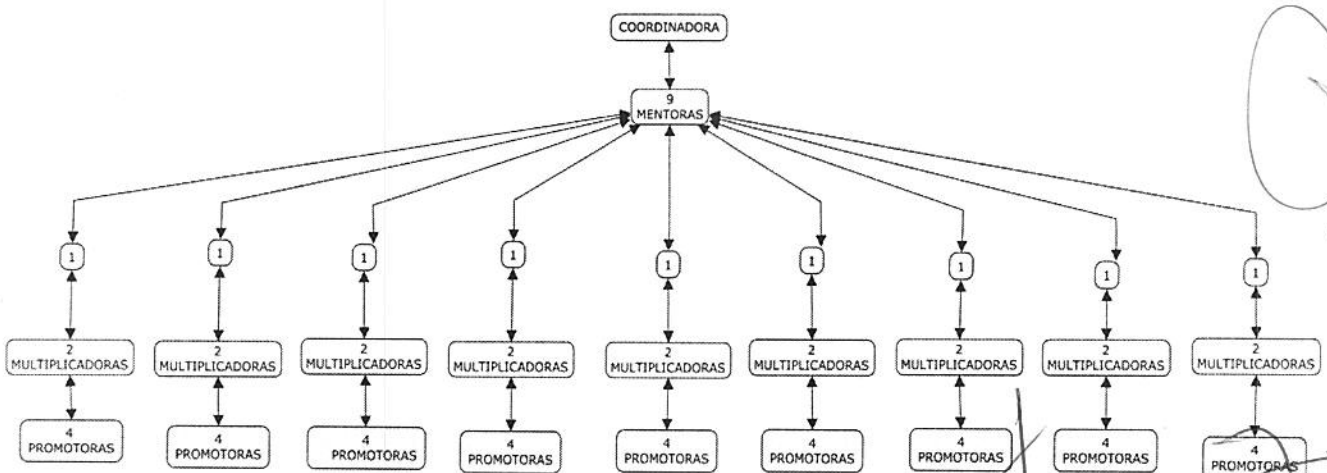 COORDINADORA
9
MENTORAS
1 1 1 1 1 1 1 1 1
2 2 2 2 2 2 2 2 2
MULTIPLICADORAS MULTIPLICADORAS MULTIPLICADORAS MULTIPLICADORAS MULTIPLICADORAS MULTIPLICADORAS MULTIPLICADORAS MULTIPLICADORAS MULTIPLICADORAS
4 4 4 4 4 4 4 4 4
PROMOTORAS PROMOTORAS PROMOTORAS PROMOTORAS PROMOTORAS PROMOTORAS PROMOTORAS PROMOTORAS PROMOTORAS